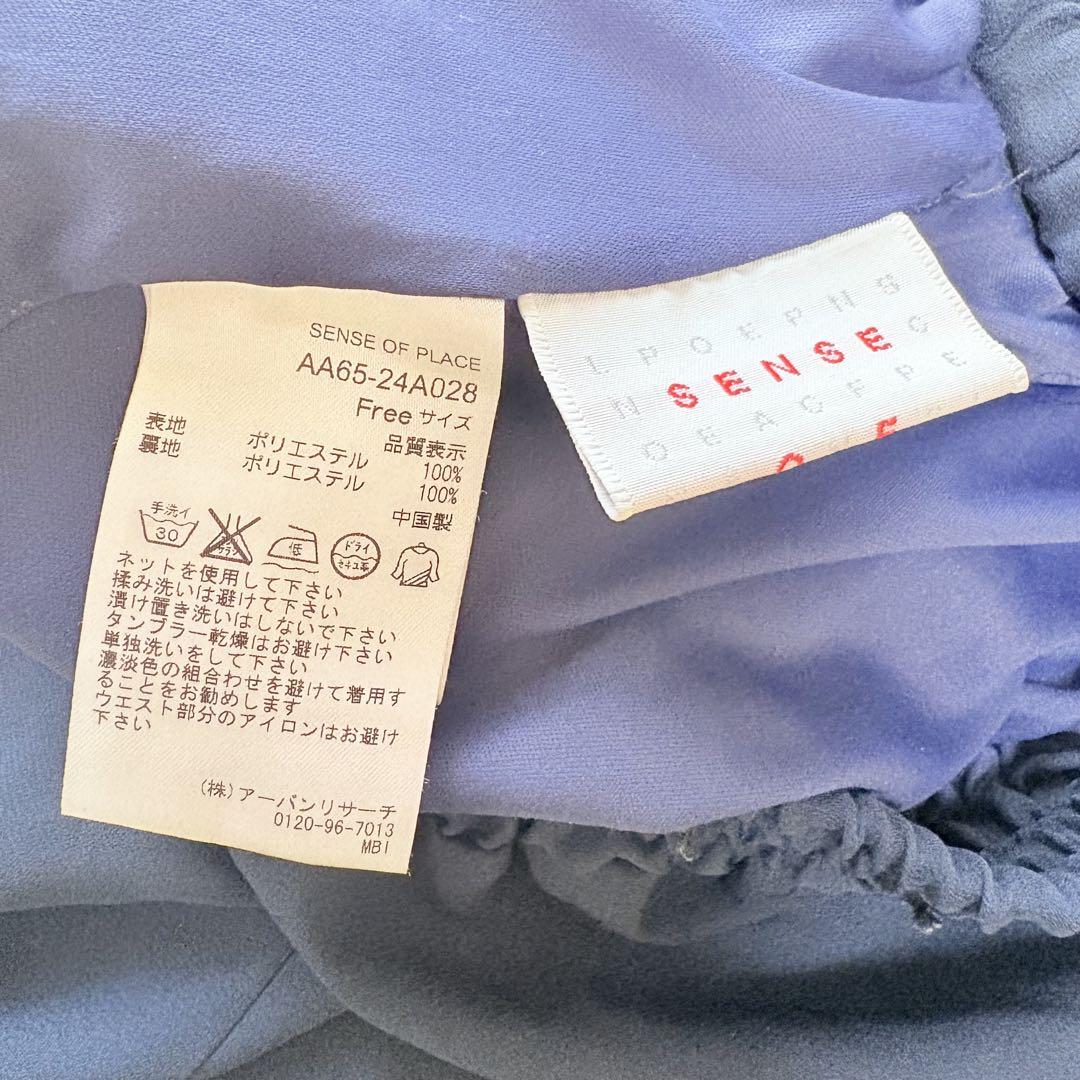 SENSE OF PLACE
AA65-24A028
Free サイズ
品質表示
表地 ポリエステル 100%
裏地 ポリエステル 100%
中国製
手洗イ 30 低 ドライ セキユ系
ネットを使用して下さい
揉み洗いは避けて下さい
漬け置き洗いはしないで下さい
タンブラー乾燥はお避け下さい
単独洗いをして下さい
濃淡色の組合わせを避けて着用す
ることをお勧めします
ウエスト部分のアイロンはお避け
下さい
(株)アーバンリサーチ
0120-96-7013
MBI
LPOEPNS
N SENSE C
OEACFPE